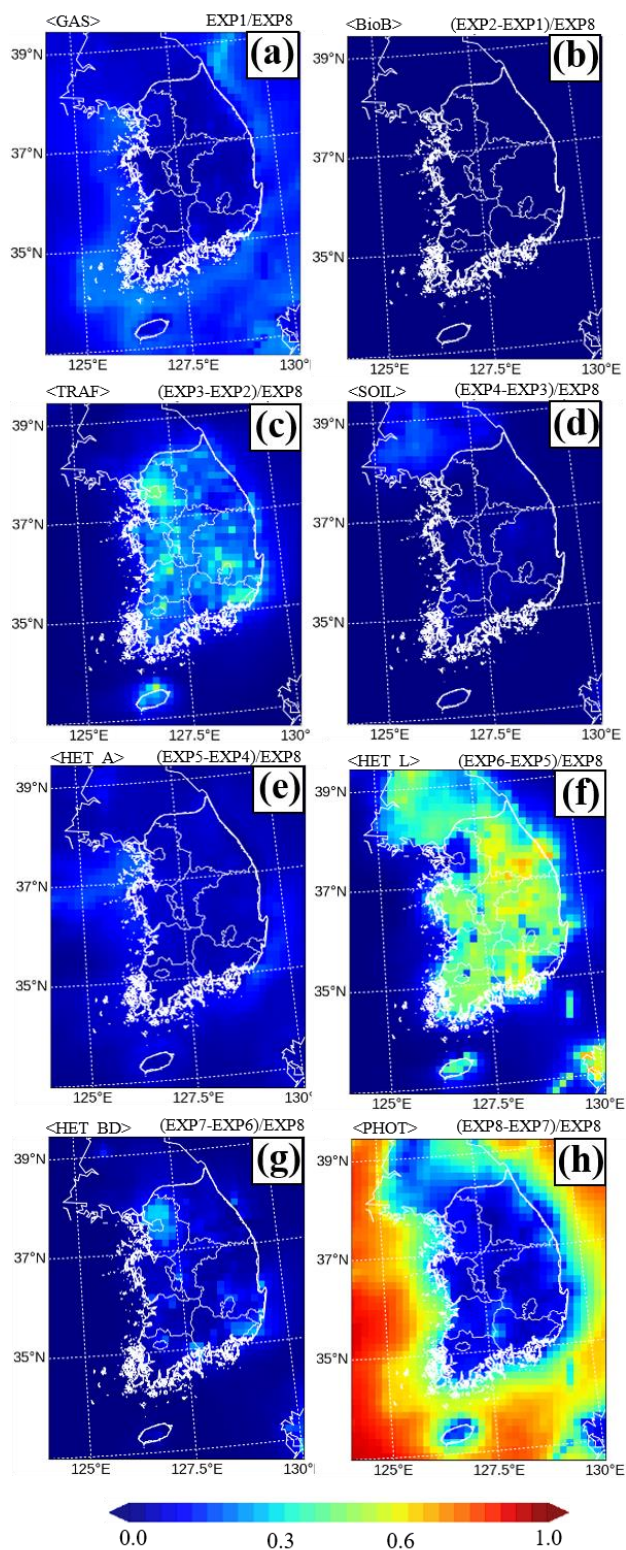 <GAS> EXP1/EXP8
(a)
39°N
37°N
35°N
125°E 127.5°E 130°
<BioB> (EXP2-EXP1)/EXP8
(b)
39°N
37°N
35°N
125°E 127.5°E 130°E
<TRAF> (EXP3-EXP2)/EXP8
(c)
39°N
37°N
35°N
125°E 127.5°E 130°E
<SOIL> (EXP4-EXP3)/EXP8
(d)
39°N
37°N
35°N
125°E 127.5°E 130°E
<HET_A> (EXP5-EXP4)/EXP8
(e)
39°N
37°N
35°N
125°E 127.5°E 130°E
<HET_L> (EXP6-EXP5)/EXP8
(f)
39°N
37°N
35°N
125°E 127.5°E 130°E
<HET_BD> (EXP7-EXP6)/EXP8
(g)
39°N
37°N
35°N
125°E 127.5°E 130°E
<PHOT> (EXP8-EXP7)/EXP8
(h)
39°N
37°N
35°N
125°E 127.5°E 130°E
0.0 0.3 0.6 1.0